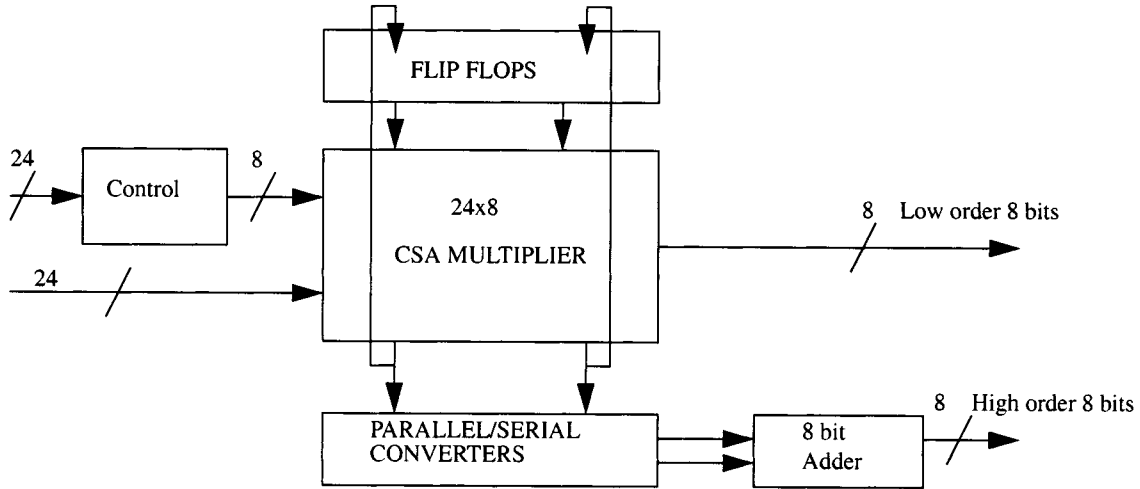 FLIP FLOPS
24
Control
8
24x8
CSA MULTIPLIER
24
8 Low order 8 bits
PARALLEL/SERIAL
CONVERTERS
8 bit
Adder
8 High order 8 bits